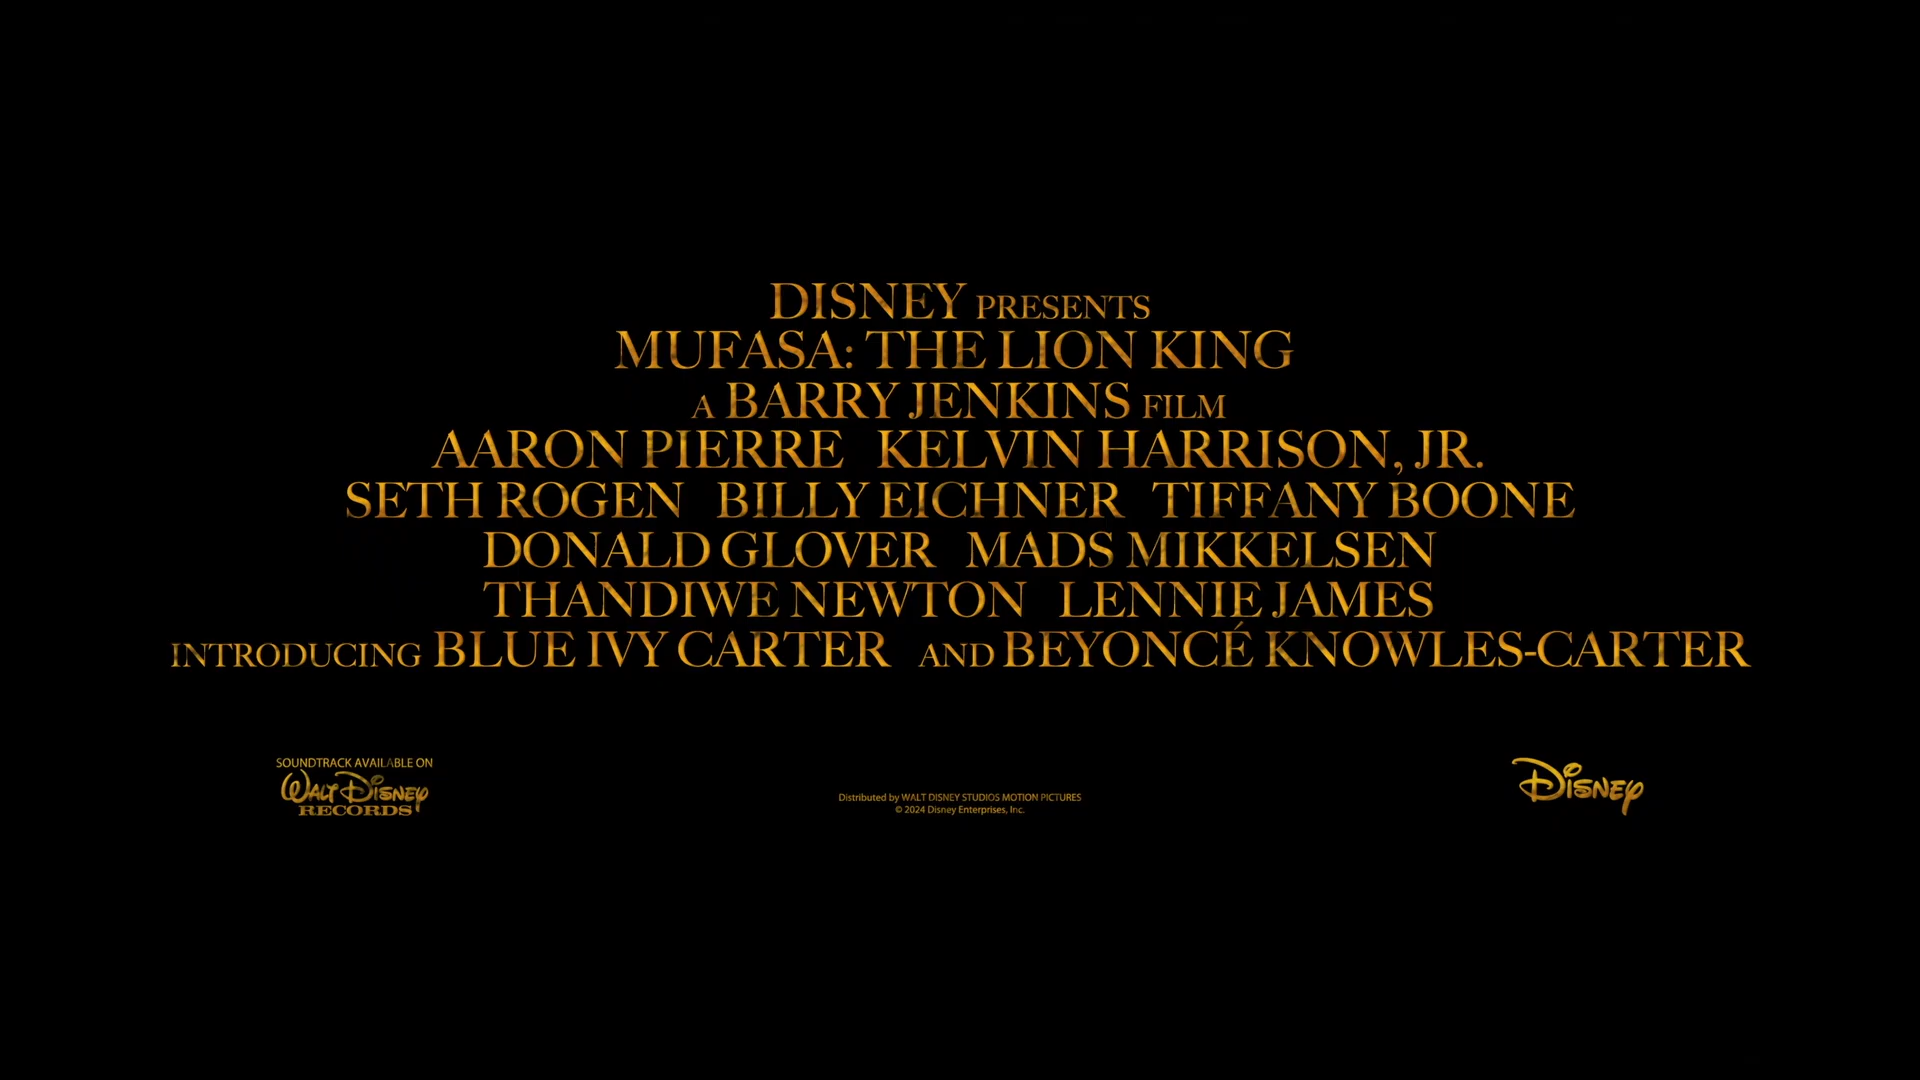 DISNEY PRESENTS
MUFASA: THE LION KING
A BARRY JENKINS FILM
AARON PIERRE KELVIN HARRISON, JR.
SETH ROGEN BILLY EICHNER TIFFANY BOONE
DONALD GLOVER MADS MIKKELSEN
THANDIWE NEWTON LENNIE JAMES
INTRODUCING BLUE IVY CARTER AND BEYONCÉ KNOWLES-CARTER
SOUNDTRACK AVAILABLE ON
WALT DISNEY
RECORDS
Distributed by WALT DISNEY STUDIOS MOTION PICTURES
© 2024 Disney Enterprises, Inc.
DISNEY